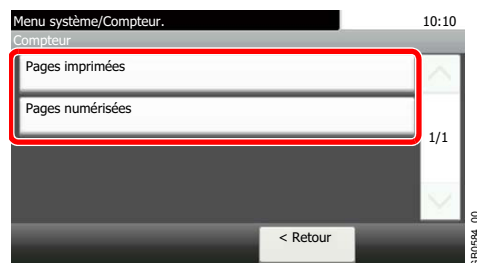 Menu système/Compteur.
10:10
Compteur
Pages imprimées
Pages numérisées
1/1
< Retour
GB0584_00